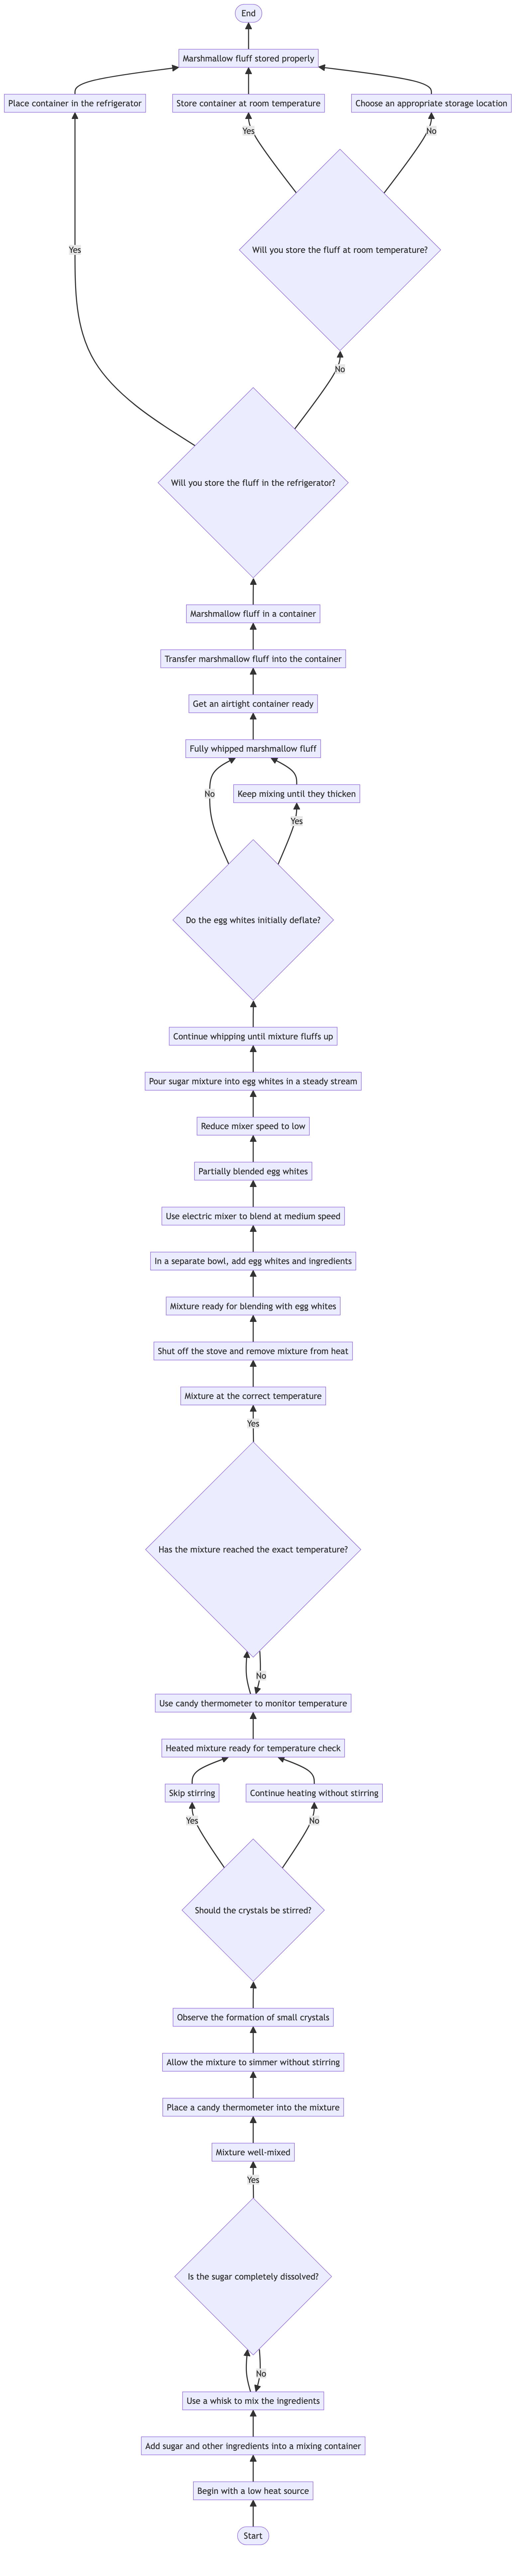 End
Marshmallow fluff stored properly
Place container in the refrigerator
Store container at room temperature
Choose an appropriate storage location
Yes
No
Will you store the fluff at room temperature?
Yes
No
Will you store the fluff in the refrigerator?
Marshmallow fluff in a container
Transfer marshmallow fluff into the container
Get an airtight container ready
Fully whipped marshmallow fluff
No
Keep mixing until they thicken
Yes
Do the egg whites initially deflate?
Continue whipping until mixture fluffs up
Pour sugar mixture into egg whites in a steady stream
Reduce mixer speed to low
Partially blended egg whites
Use electric mixer to blend at medium speed
In a separate bowl, add egg whites and ingredients
Mixture ready for blending with egg whites
Shut off the stove and remove mixture from heat
Mixture at the correct temperature
Yes
Has the mixture reached the exact temperature?
No
Use candy thermometer to monitor temperature
Heated mixture ready for temperature check
Skip stirring
Continue heating without stirring
Yes
No
Should the crystals be stirred?
Observe the formation of small crystals
Allow the mixture to simmer without stirring
Place a candy thermometer into the mixture
Mixture well-mixed
Yes
Is the sugar completely dissolved?
No
Use a whisk to mix the ingredients
Add sugar and other ingredients into a mixing container
Begin with a low heat source
Start